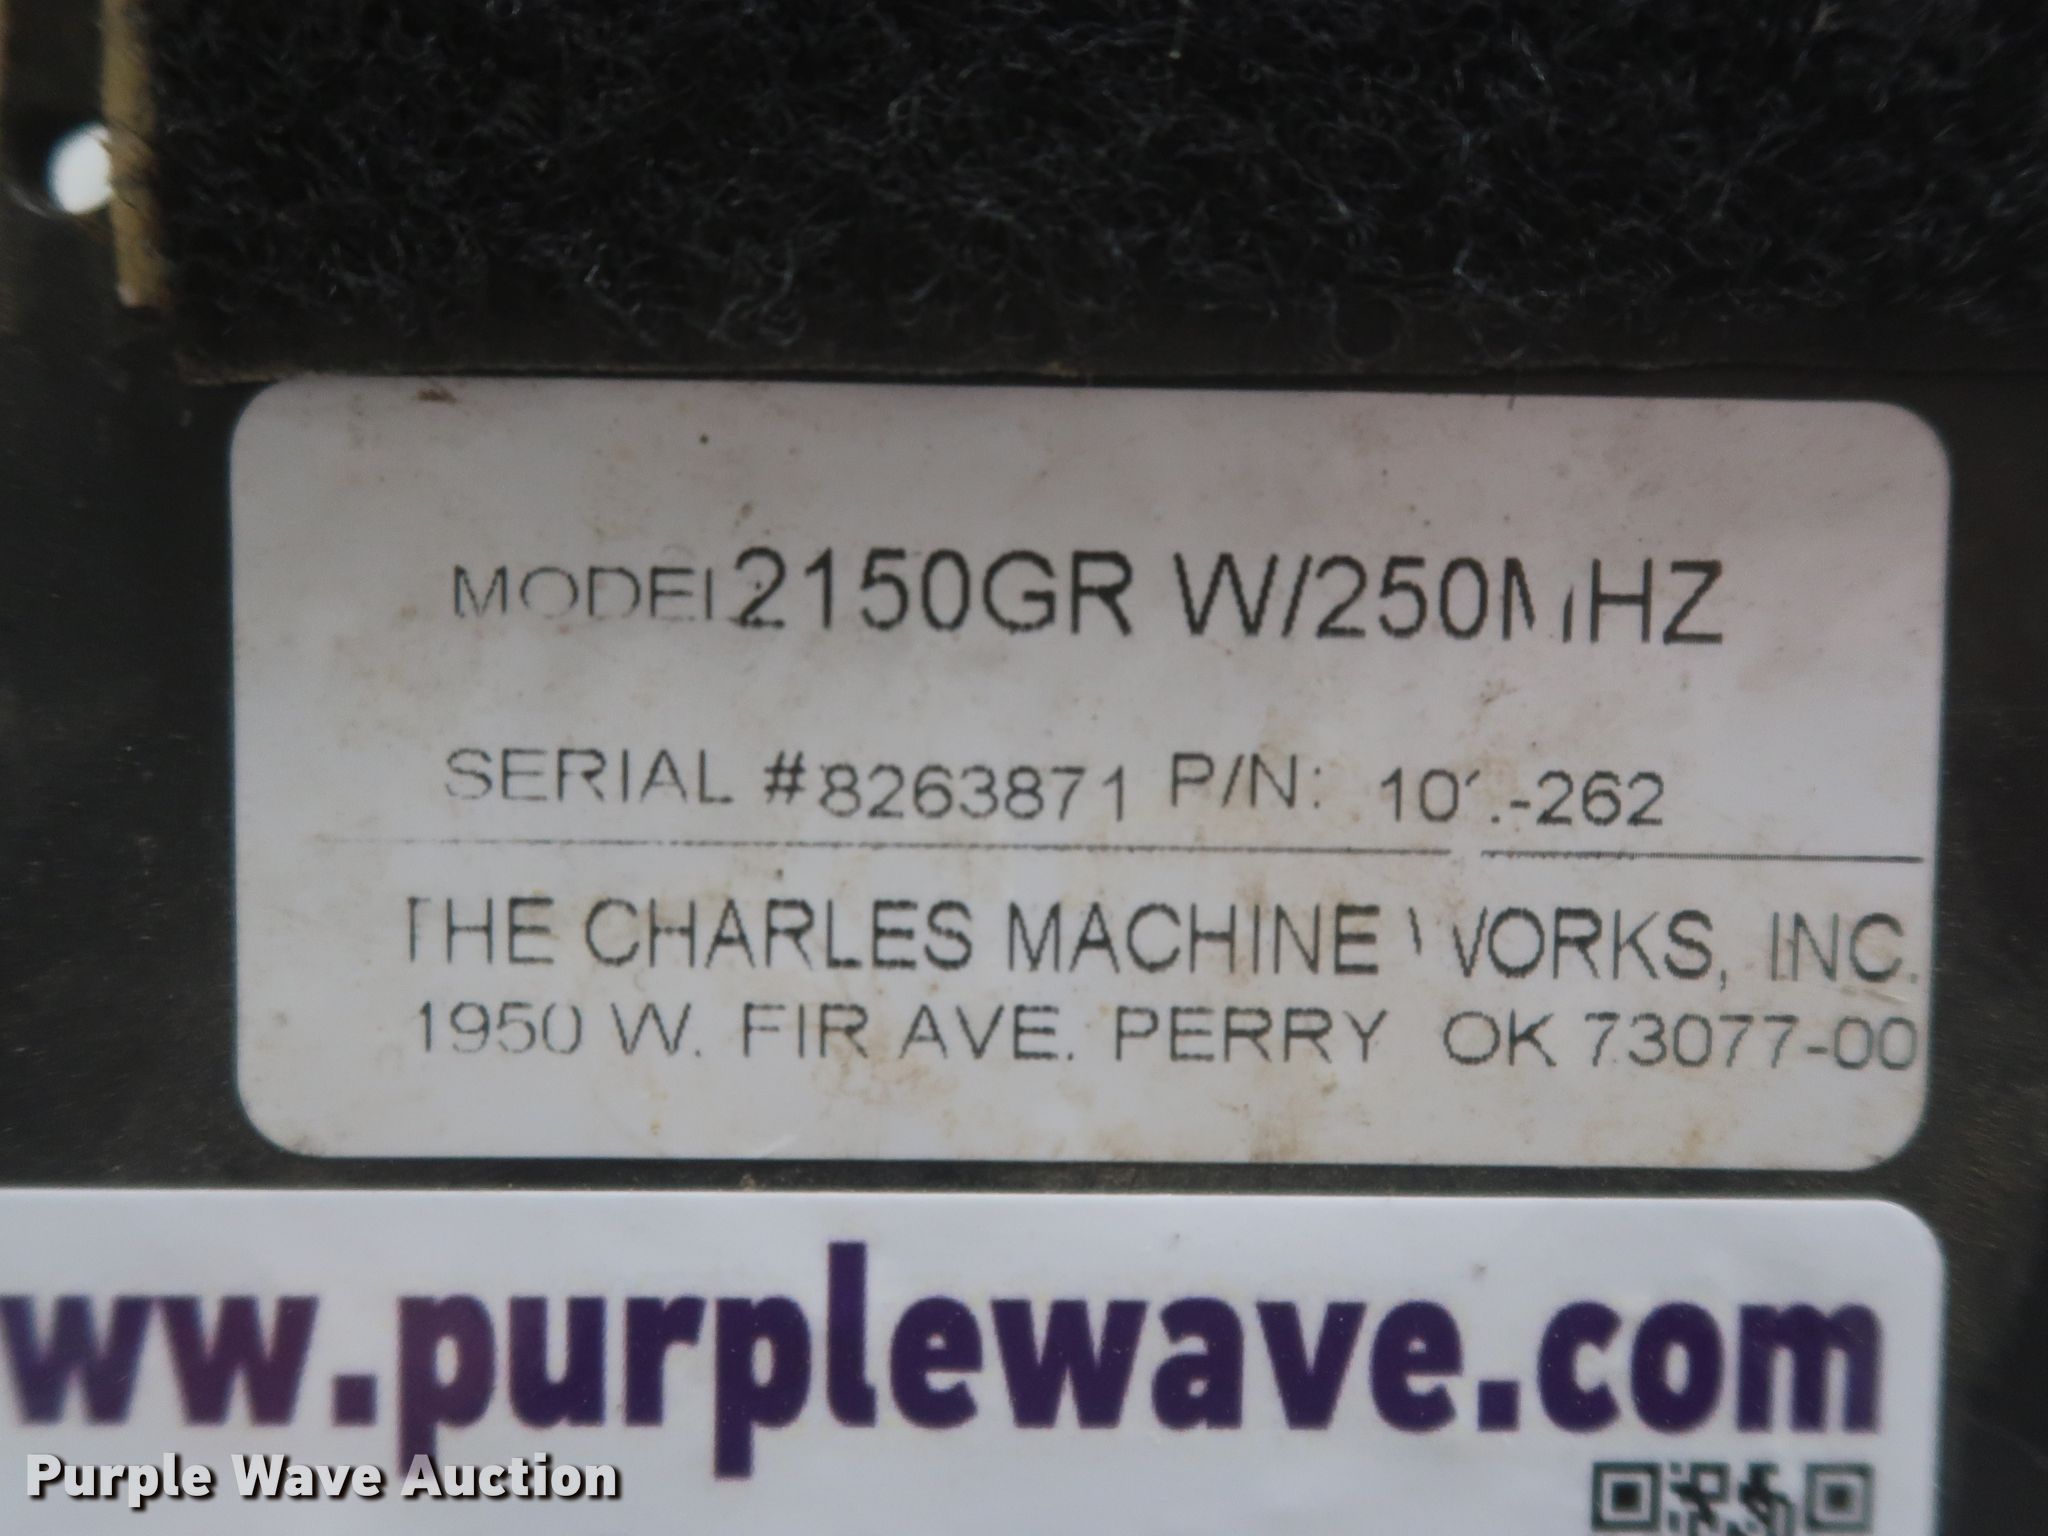 MODEL 2150GR W/250MHZ
SERIAL #8263871 P/N:
THE CHARLES MACHINE WORKS, INC.
1950 W. FIR AVE. PERRY OK 73077-00
ww.purplewave.com
Purple Wave Auction